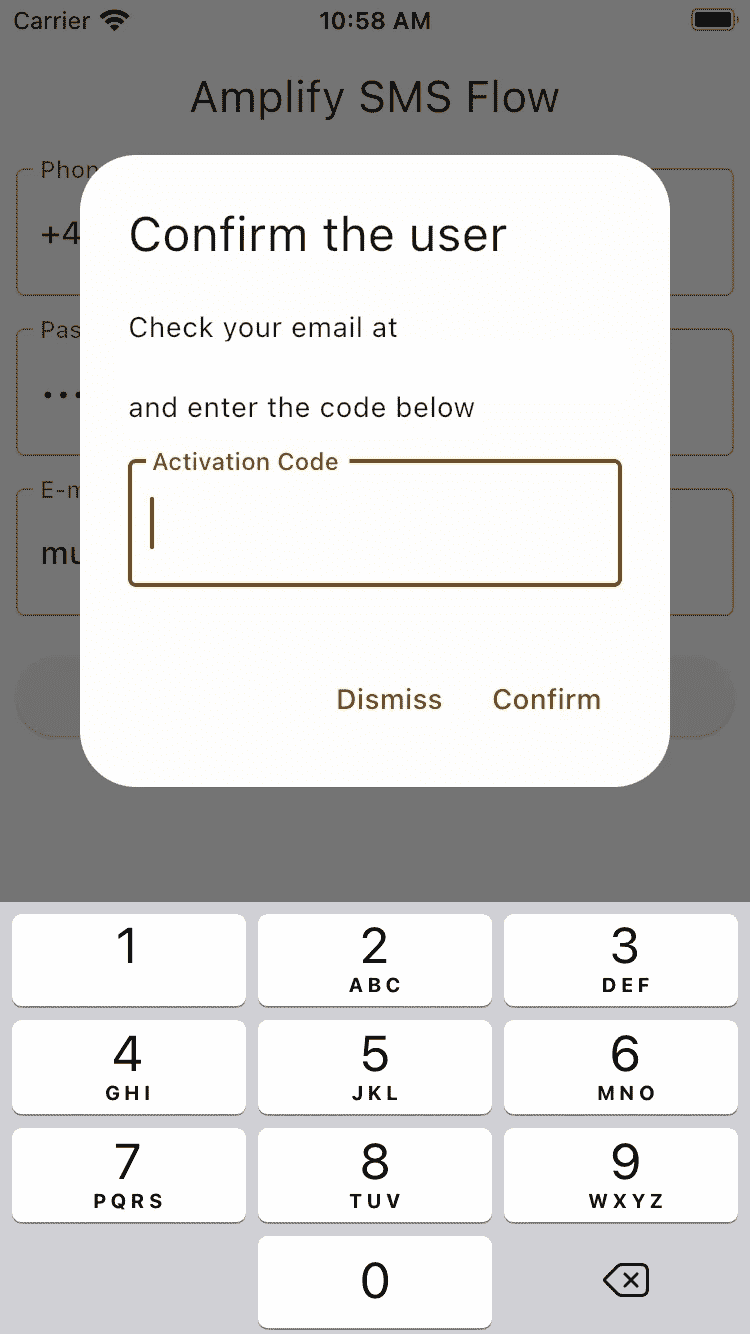 Carrier 10:58 AM
Amplify SMS Flow
Phon
+4
Pas
E-m
mu
Confirm the user
Check your email at
and enter the code below
Activation Code
Dismiss Confirm
1 2 3
ABC DEF
4 5 6
GHI JKL MNO
7 8 9
PQRS TUV WXYZ
0